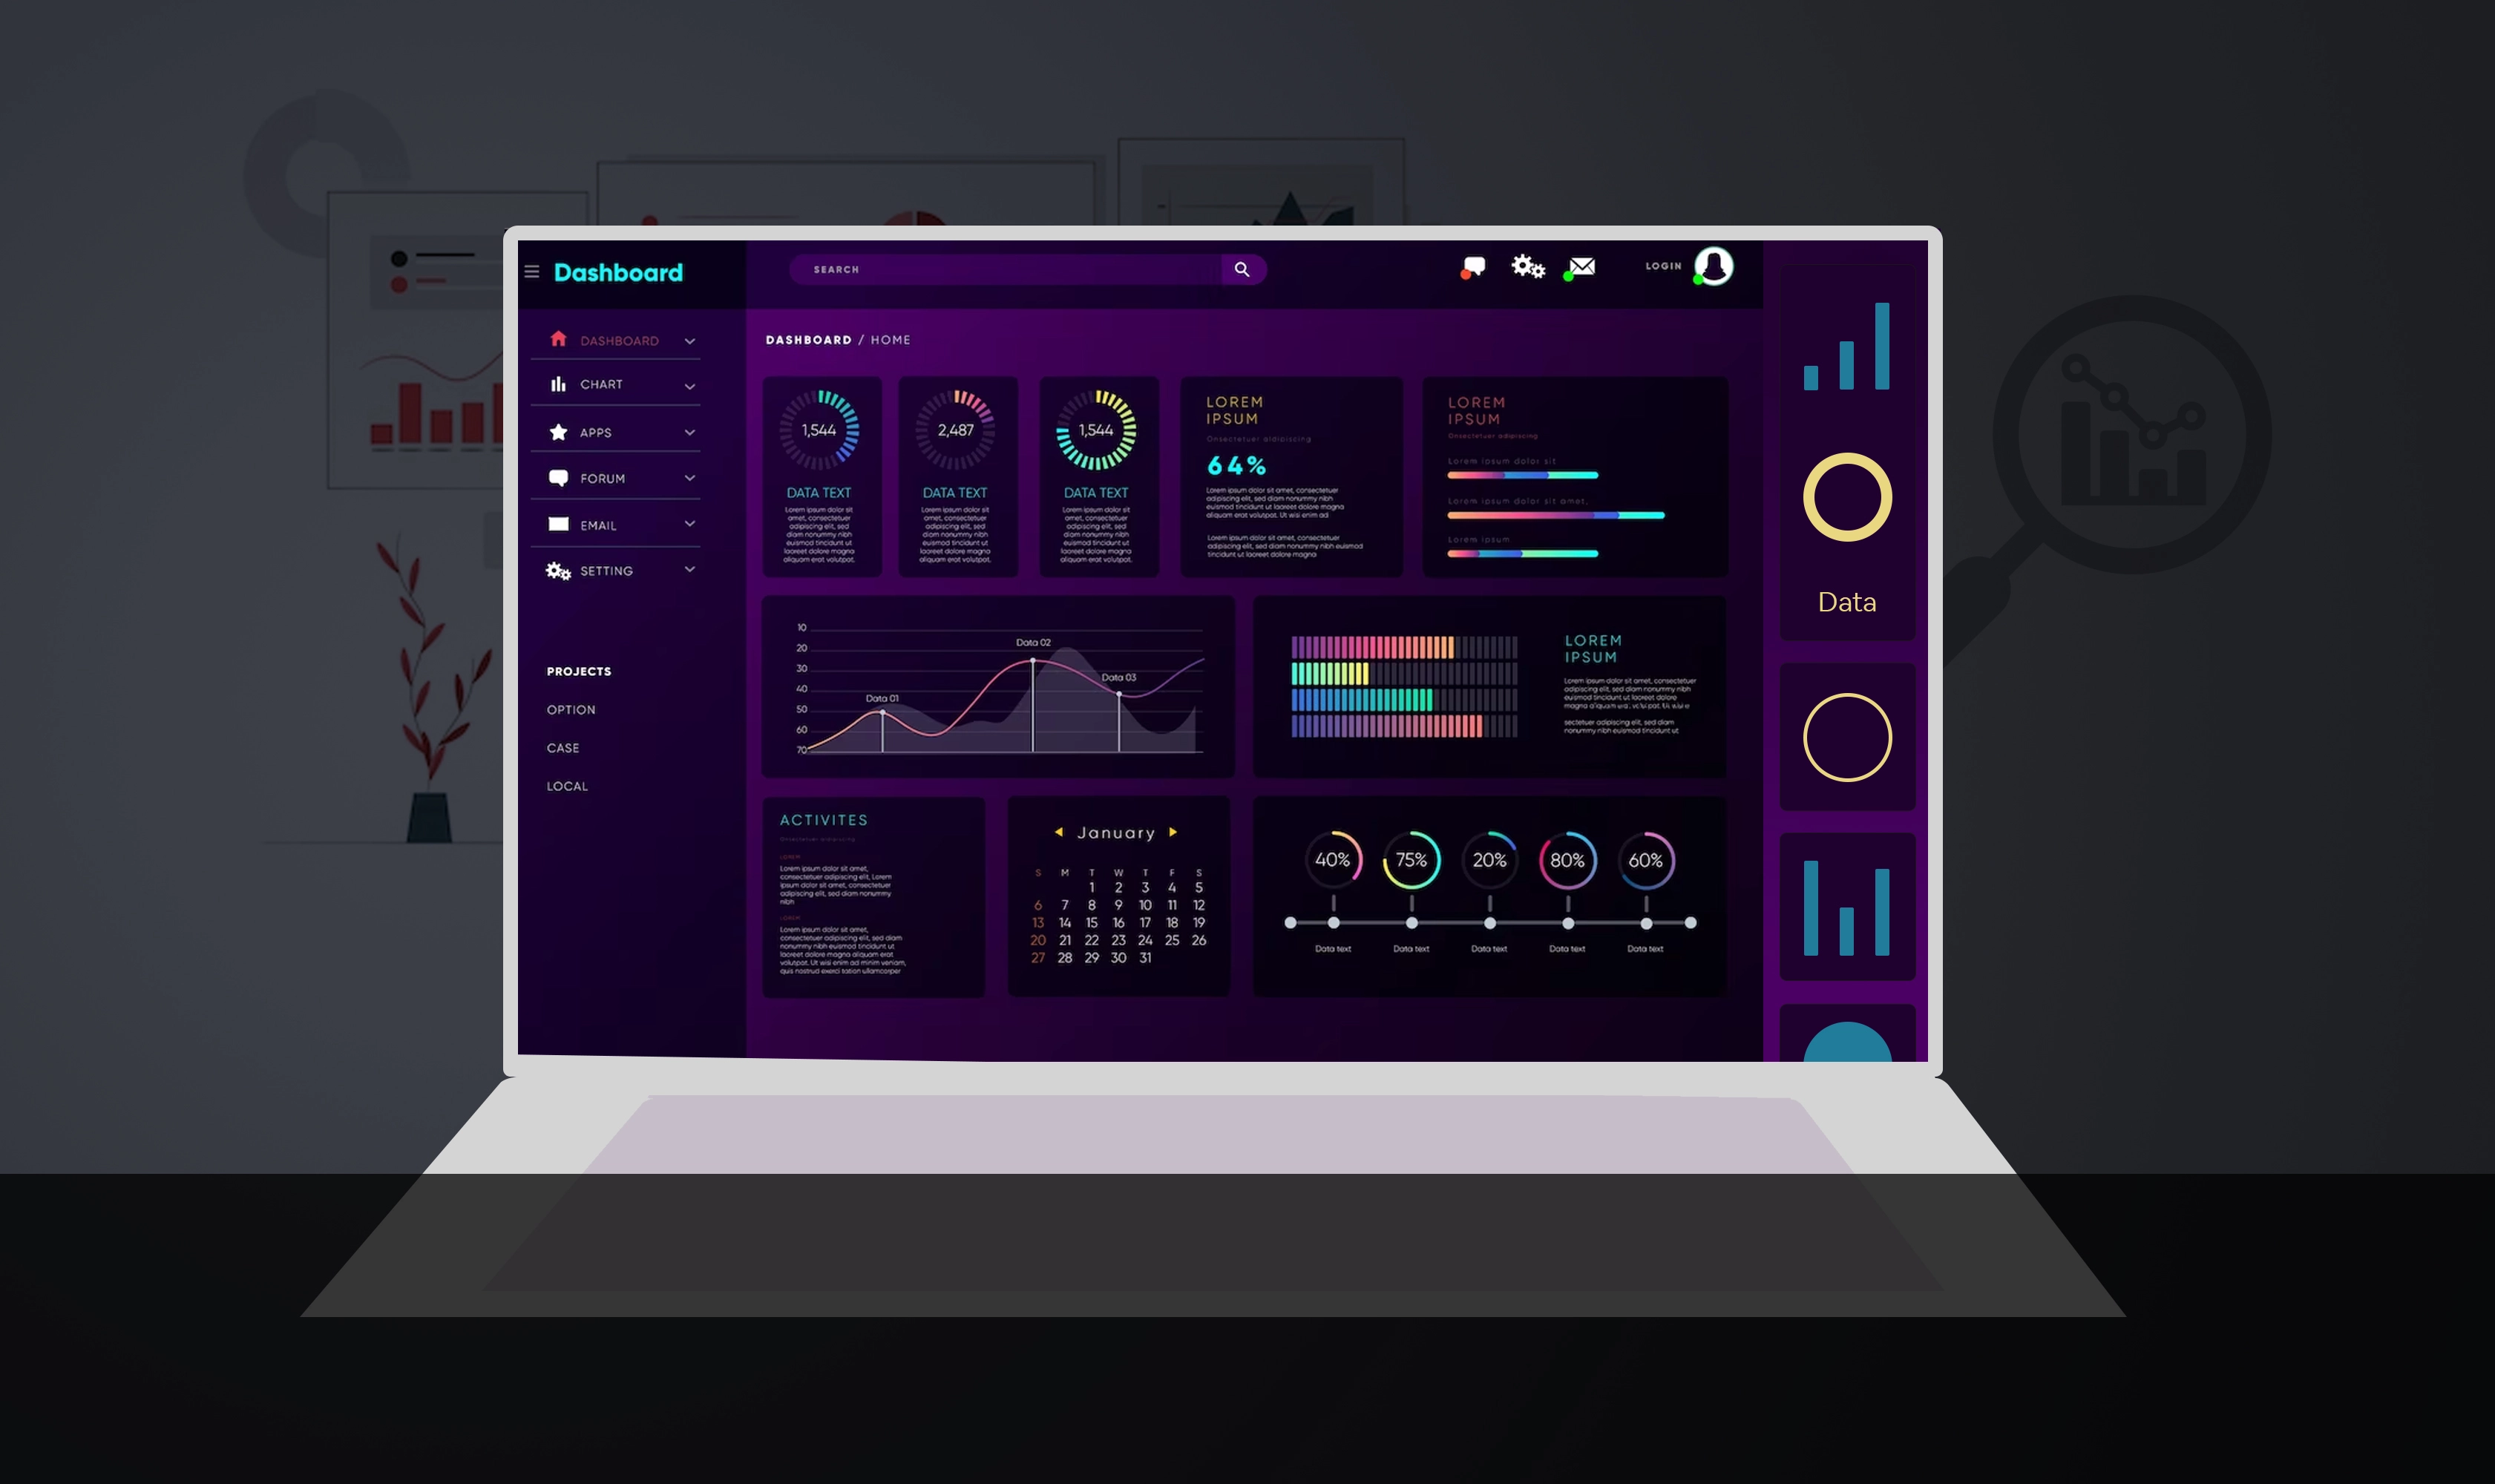 Dashboard
SEARCH
LOGIN
DASHBOARD
CHART
APPS
FORUM
EMAIL
SETTING
PROJECTS
OPTION
CASE
LOCAL
DASHBOARD / HOME
1,544
DATA TEXT
Lorem ipsum dolor sit
amet, consectetuer
adipiscing elit, sed
diam nonummy nibh
euismod tincidunt ut
laoreet dolore magna
aliquam erat volutpat.
2,487
DATA TEXT
Lorem ipsum dolor sit
amet, consectetuer
adipiscing elit, sed
diam nonummy nibh
euismod tincidunt ut
laoreet dolore magna
aliquam erat volutpat.
1,544
DATA TEXT
Lorem ipsum dolor sit
amet, consectetuer
adipiscing elit, sed
diam nonummy nibh
euismod tincidunt ut
laoreet dolore magna
aliquam erat volutpat.
LOREM
IPSUM
64%
Lorem ipsum dolor sit amet, consectetuer
adipiscing elit, sed diam nonummy nibh
euismod tincidunt ut laoreet dolore magna
aliquam erat volutpat. Ut wisi enim ad
Lorem ipsum dolor sit amet, consectetuer
adipiscing elit, sed diam nonummy nibh euismod
tincidunt ut laoreet dolore magna
LOREM
IPSUM
Lorem ipsum dolor sit
Lorem ipsum dolor sit amet,
Lorem ipsum
10
20
30
40
50
60
70
Data 01
Data 02
Data 03
LOREM
IPSUM
Lorem ipsum dolor sit amet, consectetuer
adipiscing elit, sed diam nonummy nibh
euismod tincidunt ut laoreet dolore
magna aliquam erat volutpat. Ut wisi e
sectetuer adipiscing elit, sed diam
nonummy nibh euismod tincidunt ut
ACTIVITES
LOREM
Lorem ipsum dolor sit amet,
consectetuer adipiscing elit, Lorem
ipsum dolor sit amet, consectetuer
adipiscing elit, sed diam nonummy
nibh
LOREM
Lorem ipsum dolor sit amet,
consectetuer adipiscing elit, sed diam
nonummy nibh euismod tincidunt ut
laoreet dolore magna aliquam erat
volutpat. Ut wisi enim ad minim veniam,
quis nostrud exerci tation ullamcorper
January
S M T W T F S
1 2 3 4 5
6 7 8 9 10 11 12
13 14 15 16 17 18 19
20 21 22 23 24 25 26
27 28 29 30 31
40% 75% 20% 80% 60%
Data text Data text Data text Data text Data text
Data